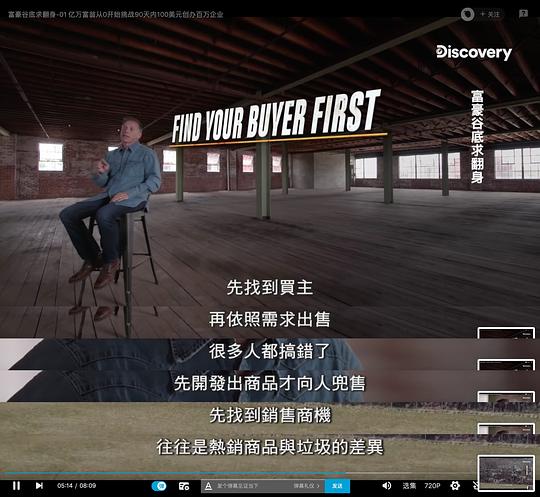 富豪谷底求翻身-01 亿万富翁从0开始挑战90天内100美元创办百万企业
+ 关注
Discovery
FIND YOUR BUYER FIRST
富豪谷底求翻身
先找到買主
再依照需求出售
很多人都搞錯了
先開發出商品才向人兜售
先找到銷售商機
往往是熱銷商品與垃圾的差異
05:14 / 08:09
发个弹幕见证当下
弹幕礼仪 >
发送
选集
720P